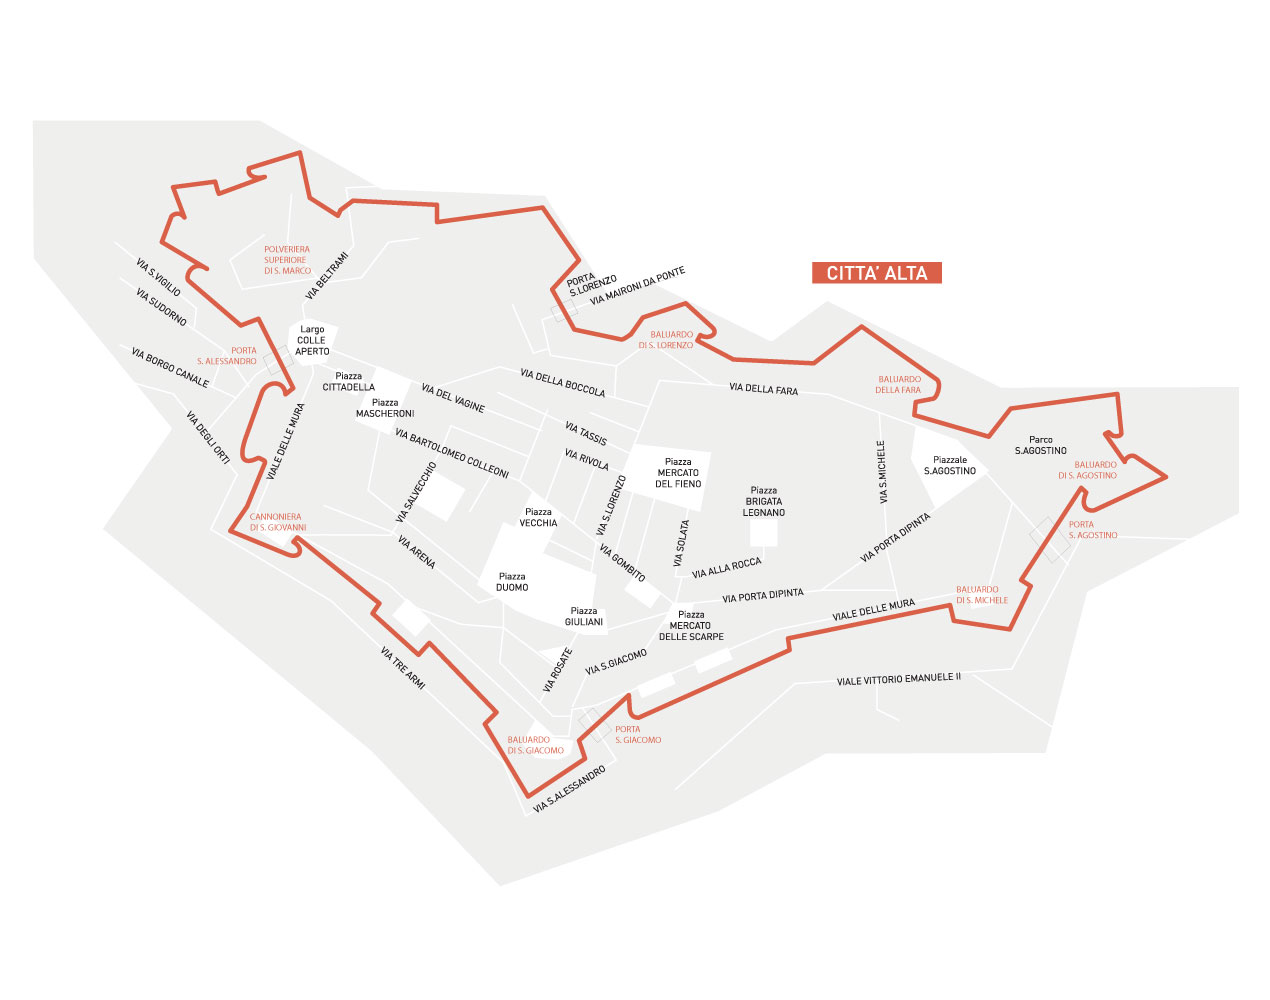 CITTA' ALTA
POLVERIERA
SUPERIORE
DI S. MARCO
VIA BELTRAMI
VIA S.VIGILIO
VIA SUDORNO
VIA BORGO CANALE
VIA DEGLI ORTI
PORTA
S. ALESSANDRO
Largo
COLLE
APERTO
Piazza
CITTADELLA
Piazza
MASCHERONI
VIALE DELLE MURA
VIA DEL VAGINE
VIA BARTOLOMEO COLLEONI
VIA SALVECCHIO
VIA ARENA
CANNONIERA
DI S. GIOVANNI
PORTA
S.LORENZO
VIA MAIRONI DA PONTE
BALUARDO
DI S. LORENZO
VIA DELLA BOCCOLA
VIA TASSIS
VIA RIVOLA
VIA S.LORENZO
VIA DELLA FARA
BALUARDO
DELLA FARA
Piazza
MERCATO
DEL FIENO
Piazza
BRIGATA
LEGNANO
VIA S.MICHELE
Piazzale
S.AGOSTINO
Parco
S.AGOSTINO
BALUARDO
DI S. AGOSTINO
PORTA
S. AGOSTINO
Piazza
VECCHIA
Piazza
DUOMO
Piazza
GIULIANI
VIA GOMBITO
VIA SOLATA
VIA ALLA ROCCA
VIA PORTA DIPINTA
VIA PORTA DIPINTA
Piazza
MERCATO
DELLE SCARPE
VIALE DELLE MURA
BALUARDO
DI S. MICHELE
VIA TRE ARMI
VIA ROSATE
VIA S.GIACOMO
VIALE VITTORIO EMANUELE II
BALUARDO
DI S. GIACOMO
PORTA
S. GIACOMO
VIA S.ALESSANDRO